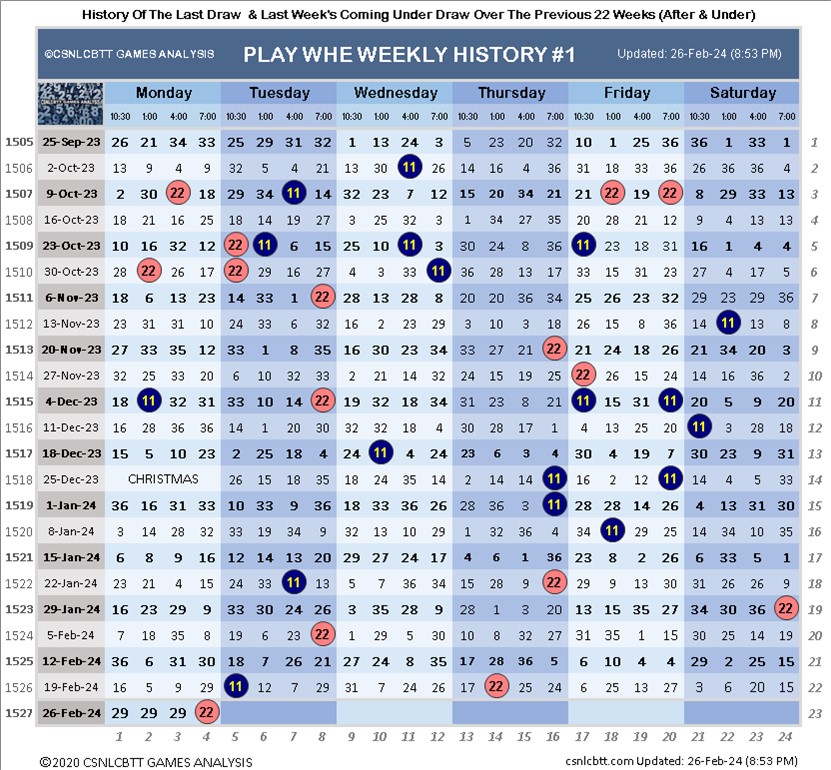 History Of The Last Draw & Last Week's Coming Under Draw Over The Previous 22 Weeks (After & Under)
©CSNLCBTT GAMES ANALYSIS PLAY WHE WEEKLY HISTORY #1 Updated: 26-Feb-24 (8:53 PM)
CSNLCBTT GAMES ANALYSIS Monday Tuesday Wednesday Thursday Friday Saturday
10:30 1:00 4:00 7:00 10:30 1:00 4:00 8:00 10:30 1:00 4:00 7:00 10:30 1:00 4:00 7:00 10:30 1:00 4:00 7:00 10:30 1:00 4:00 7:00
1505 25-Sep-23 26 21 34 33 25 29 31 32 1 13 24 3 5 23 20 32 10 1 25 36 36 1 33 1 1
1506 2-Oct-23 13 9 4 9 32 5 4 21 13 30 11 26 14 16 4 36 31 18 33 36 26 36 36 4 2
1507 9-Oct-23 2 30 22 18 29 34 11 14 32 23 7 12 15 20 34 21 21 22 19 22 8 29 33 13 3
1508 16-Oct-23 18 21 16 25 18 14 19 27 3 25 32 3 1 34 27 35 20 28 21 12 9 4 13 13 4
1509 23-Oct-23 10 16 32 12 22 11 6 15 25 10 11 3 30 24 8 36 11 23 18 31 16 1 4 4 5
1510 30-Oct-23 28 22 26 17 22 29 16 27 4 3 33 12 11 36 28 13 17 33 15 31 23 27 4 17 5 6
1511 6-Nov-23 18 6 13 23 14 33 1 22 28 13 28 8 20 20 36 34 25 26 23 32 29 23 29 36 7
1512 13-Nov-23 23 31 31 10 24 33 1 32 16 2 23 29 3 10 3 18 26 15 8 36 14 11 13 8 8
1513 20-Nov-23 27 33 35 12 33 1 35 16 30 23 34 33 27 21 22 21 24 18 26 21 34 20 3 9
1514 27-Nov-23 32 25 33 20 6 10 32 33 2 21 14 32 24 15 19 25 22 26 15 24 14 16 36 2 10
1515 4-Dec-23 18 11 32 31 33 10 14 22 19 32 18 34 31 23 8 21 11 15 31 11 20 5 9 20 11
1516 11-Dec-23 16 28 36 36 14 1 20 30 32 32 18 4 30 28 17 1 4 13 25 20 11 3 28 18 12
1517 18-Dec-23 15 5 10 23 2 25 18 4 24 11 4 24 23 6 3 4 30 4 19 7 30 23 9 31 13
1518 25-Dec-23 CHRISTMAS 26 15 18 35 18 24 35 14 2 14 14 11 16 2 12 11 14 4 5 36 14
1519 1-Jan-24 36 16 31 33 10 33 9 36 18 33 36 26 28 36 3 11 28 28 14 26 4 13 31 30 15
1520 8-Jan-24 3 14 28 32 33 19 34 9 32 13 10 29 1 32 36 4 34 11 29 25 14 34 10 35 16
1521 15-Jan-24 6 8 9 16 12 14 13 20 29 27 24 17 4 6 1 36 23 8 2 26 6 33 5 1 17
1522 22-Jan-24 23 21 4 15 24 33 11 13 5 7 36 34 15 28 9 22 29 9 13 30 31 32 26 9 18
1523 29-Jan-24 16 23 29 9 33 30 24 26 3 35 28 9 28 1 3 20 13 15 35 27 34 30 36 22 19
1524 5-Feb-24 7 18 35 8 19 6 23 22 1 29 5 30 10 8 32 27 31 35 1 15 30 25 14 19 20
1525 12-Feb-24 36 6 31 30 18 7 26 21 27 24 8 35 17 28 36 5 6 10 4 4 29 2 25 15 21
1526 19-Feb-24 16 5 9 29 11 12 7 29 31 7 24 26 17 22 25 24 6 25 13 27 3 6 20 15 22
1527 26-Feb-24 29 29 29 22 23
1 2 3 4 5 6 7 8 9 10 11 12 13 14 15 16 17 18 19 20 21 22 23 24
©2020 CSNLCBTT GAMES ANALYSIS csnlcbtt.com Updated: 26-Feb-24 (8:53 PM)